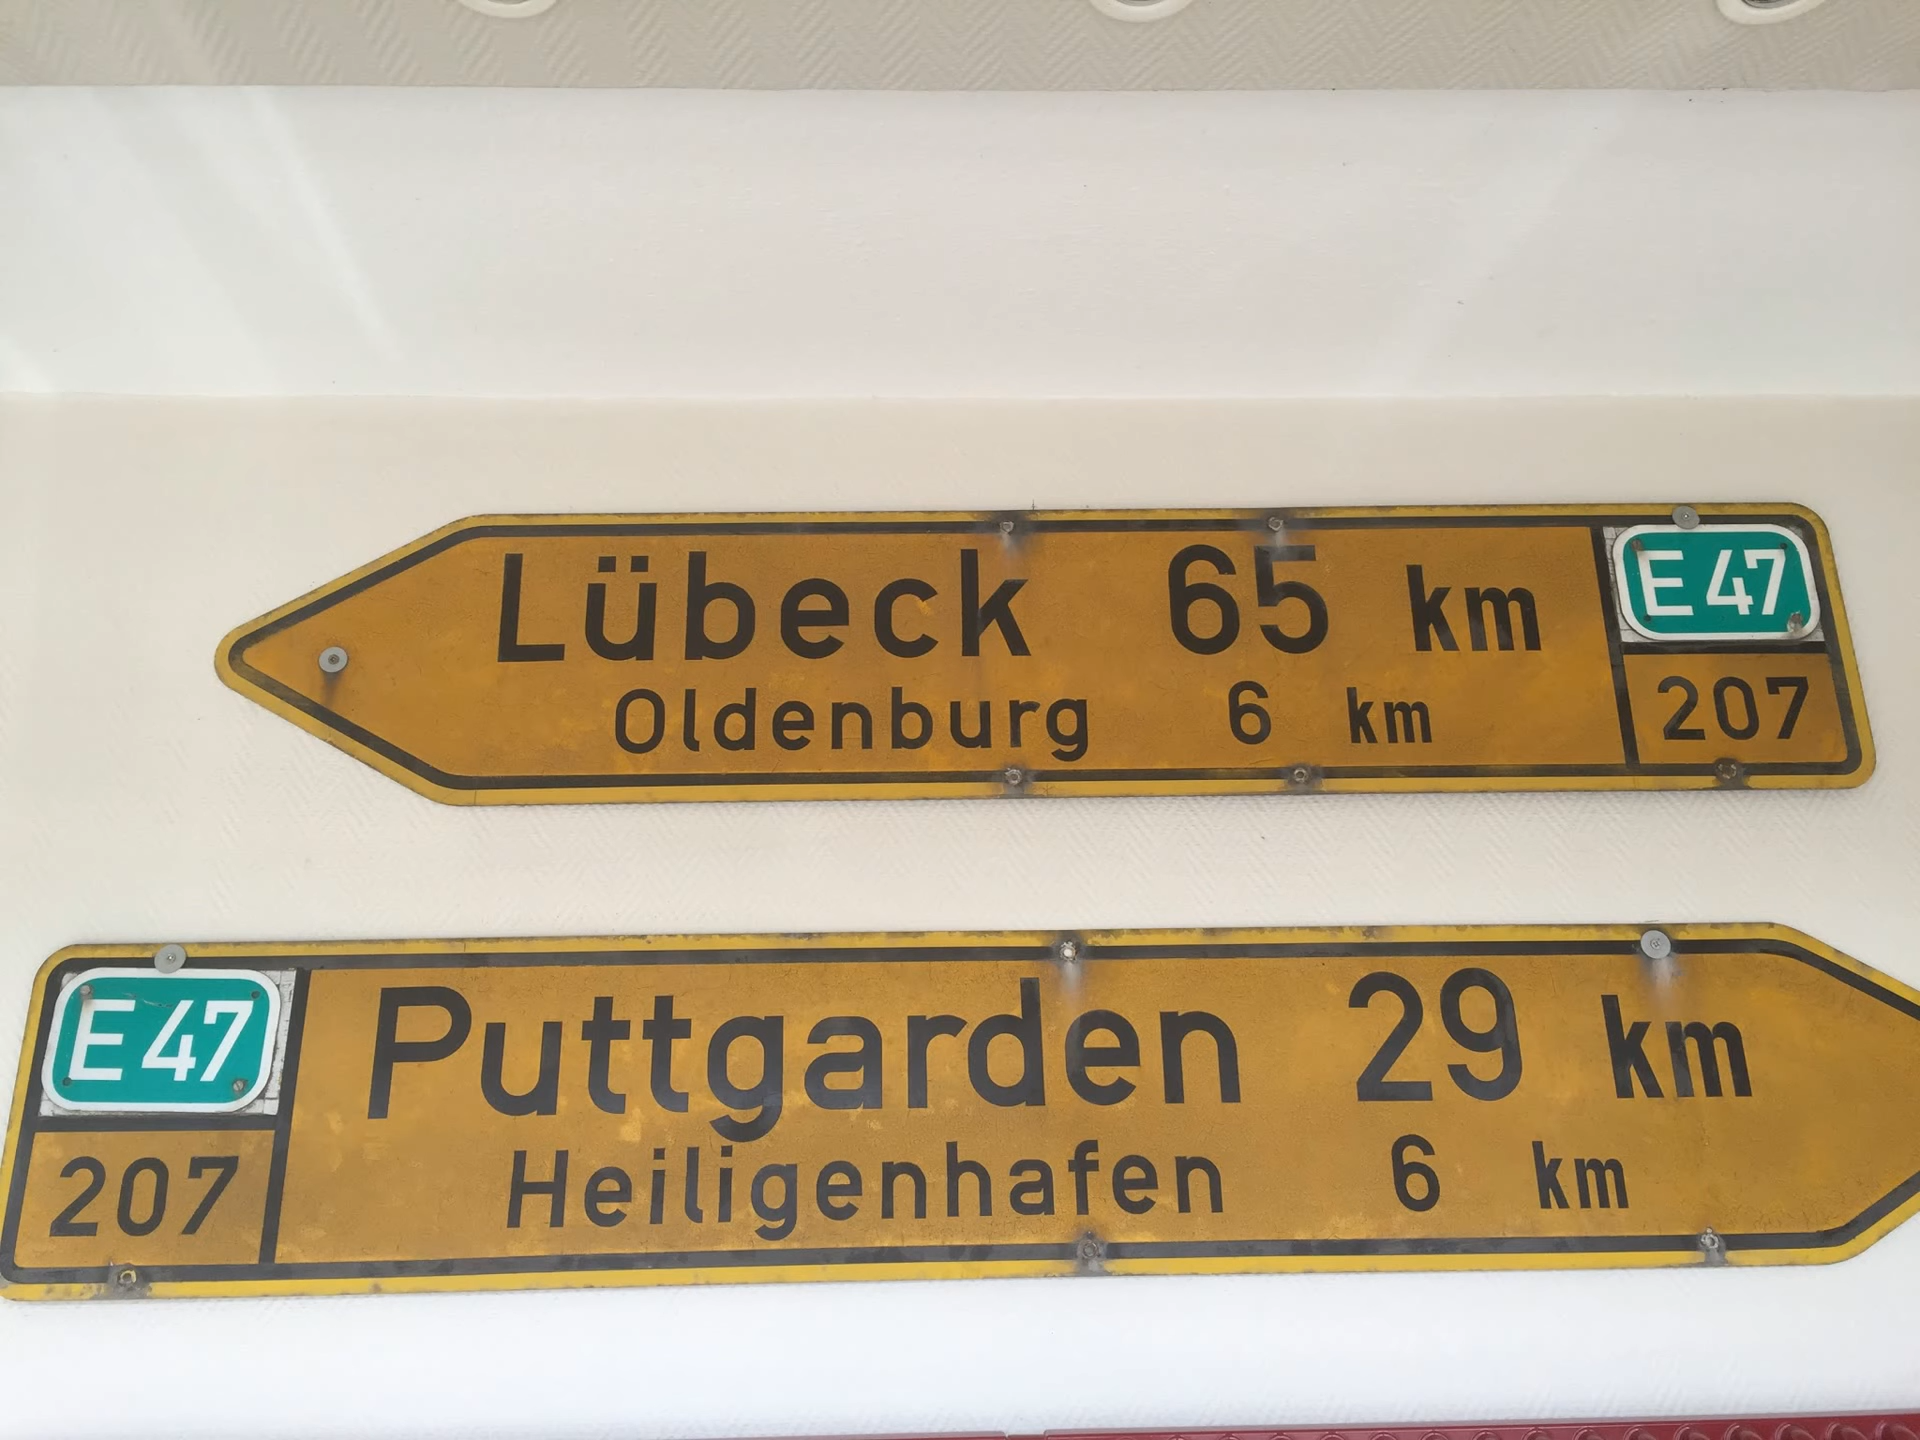 Lübeck 65 km
Oldenburg 6 km
E 47
207
E 47
207
Puttgarden 29 km
Heiligenhafen 6 km